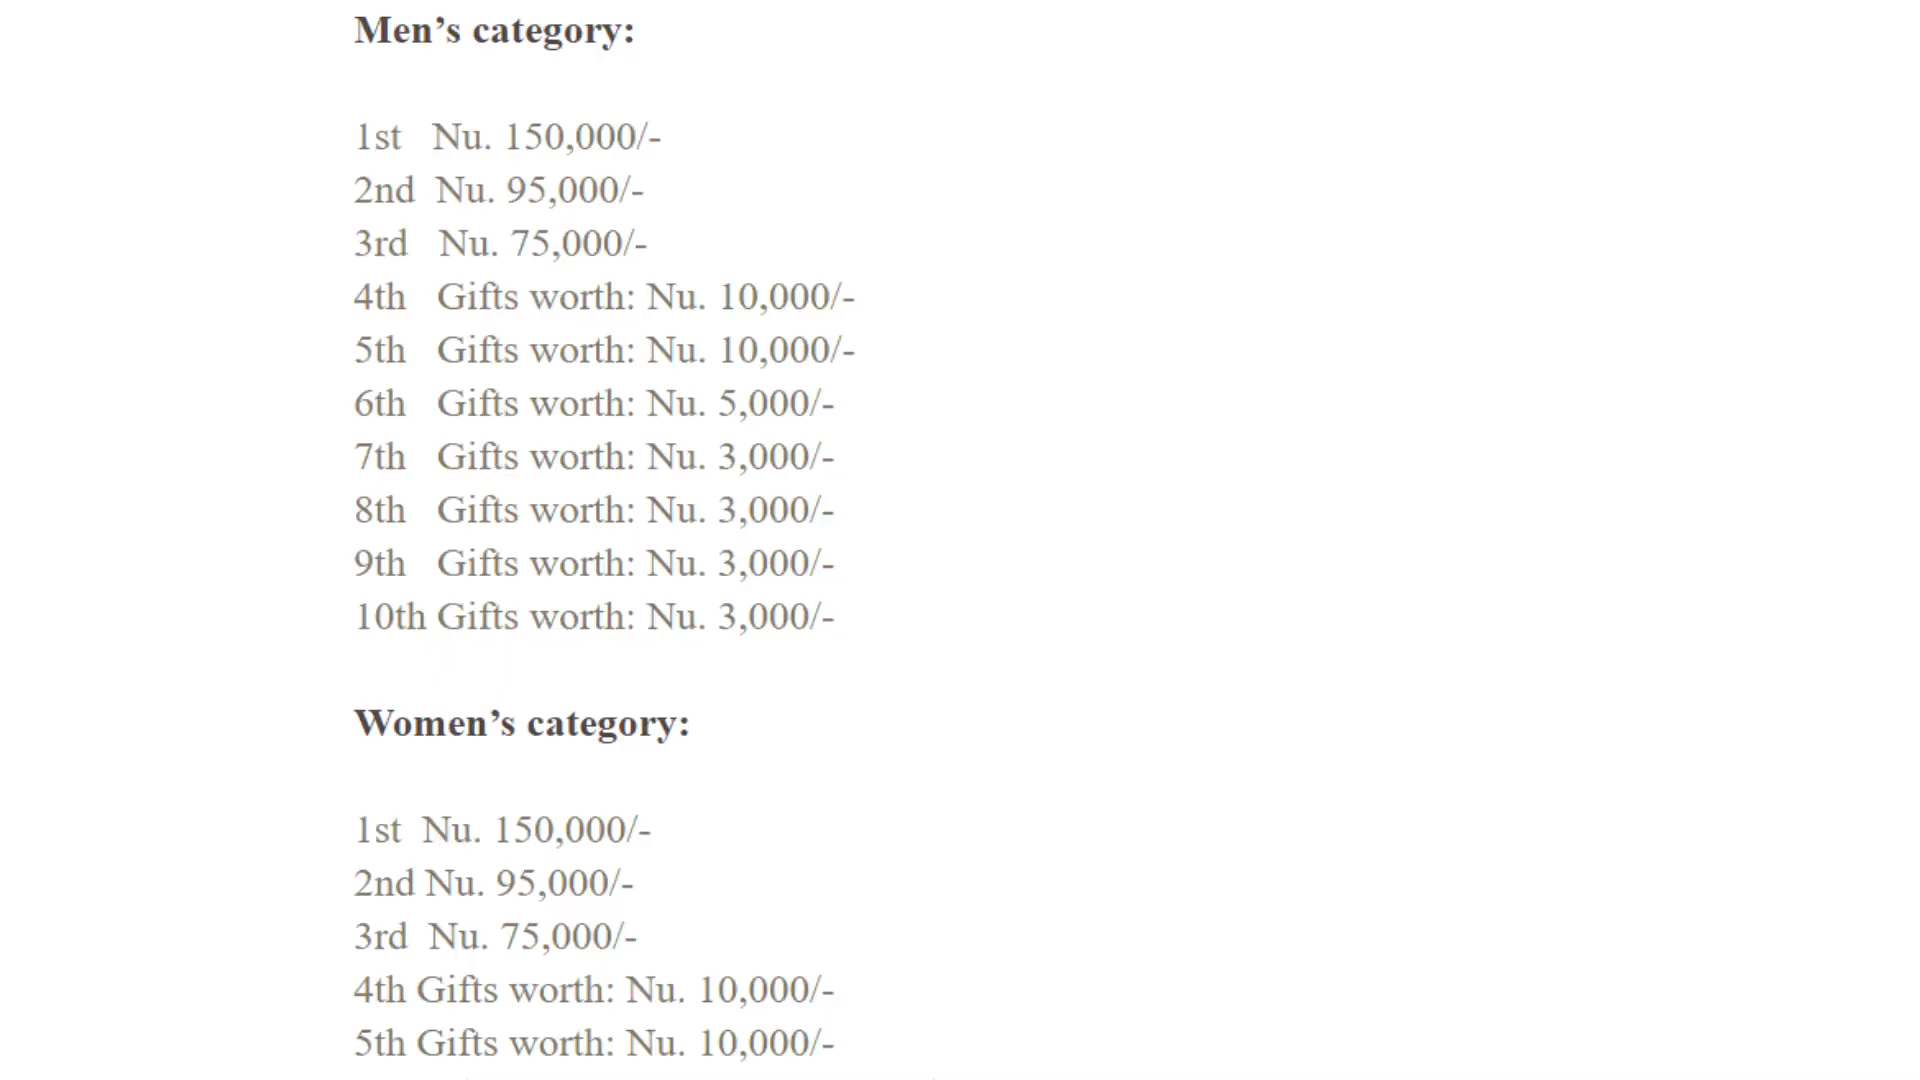 Men’s category:
1st Nu. 150,000/-
2nd Nu. 95,000/-
3rd Nu. 75,000/-
4th Gifts worth: Nu. 10,000/-
5th Gifts worth: Nu. 10,000/-
6th Gifts worth: Nu. 5,000/-
7th Gifts worth: Nu. 3,000/-
8th Gifts worth: Nu. 3,000/-
9th Gifts worth: Nu. 3,000/-
10th Gifts worth: Nu. 3,000/-
Women’s category:
1st Nu. 150,000/-
2nd Nu. 95,000/-
3rd Nu. 75,000/-
4th Gifts worth: Nu. 10,000/-
5th Gifts worth: Nu. 10,000/-